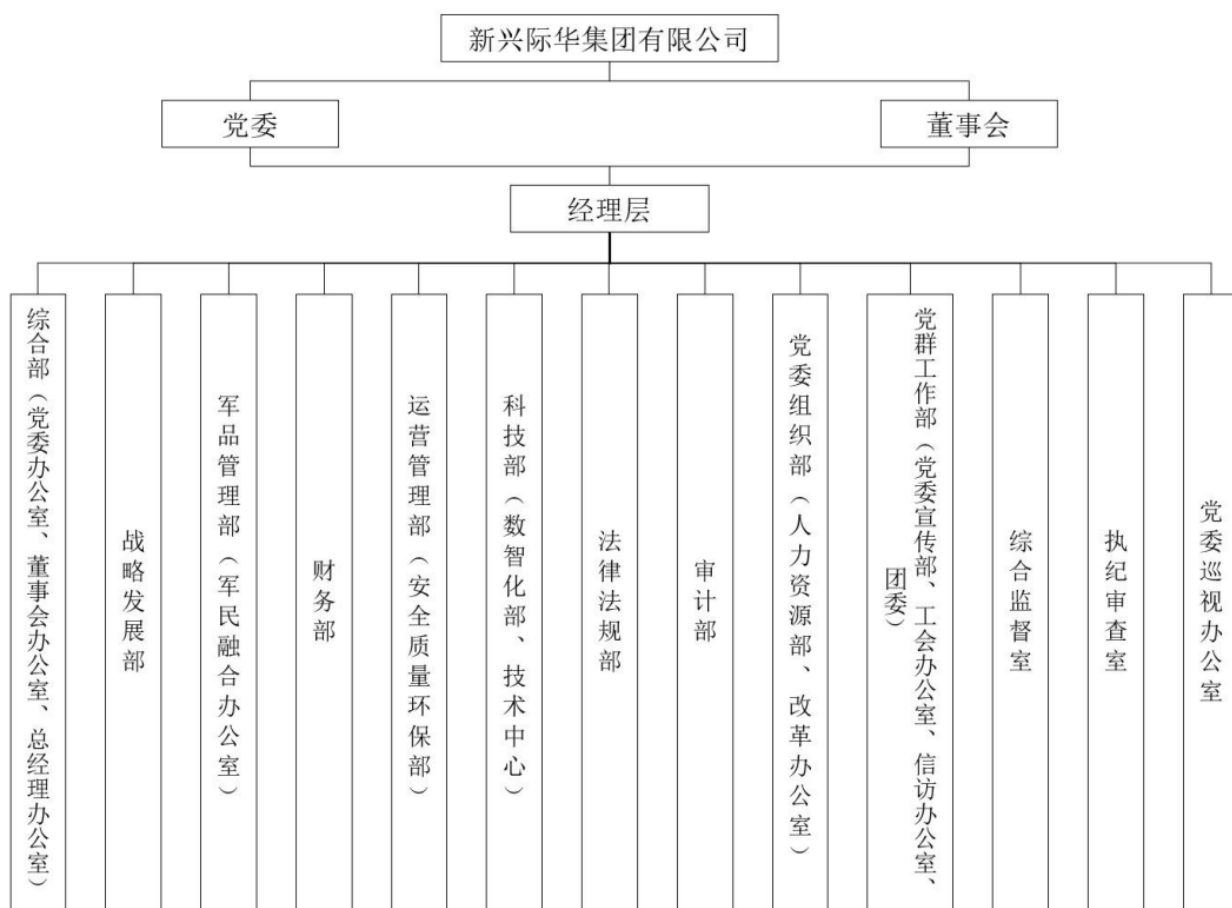 新兴际华集团有限公司
党委
董事会
经理层
综合部（党委办公室、董事会办公室、总经理办公室）
战略发展部
军品管理部（军民融合办公室）
财务部
运营管理部（安全质量环保部）
科技部（数智化部、技术中心）
法律法规部
审计部
党委组织部（人力资源部、改革办公室）
党群工作部（党委宣传部、工会办公室、信访办公室、
团委）
综合监督室
执纪审查室
党委巡视办公室